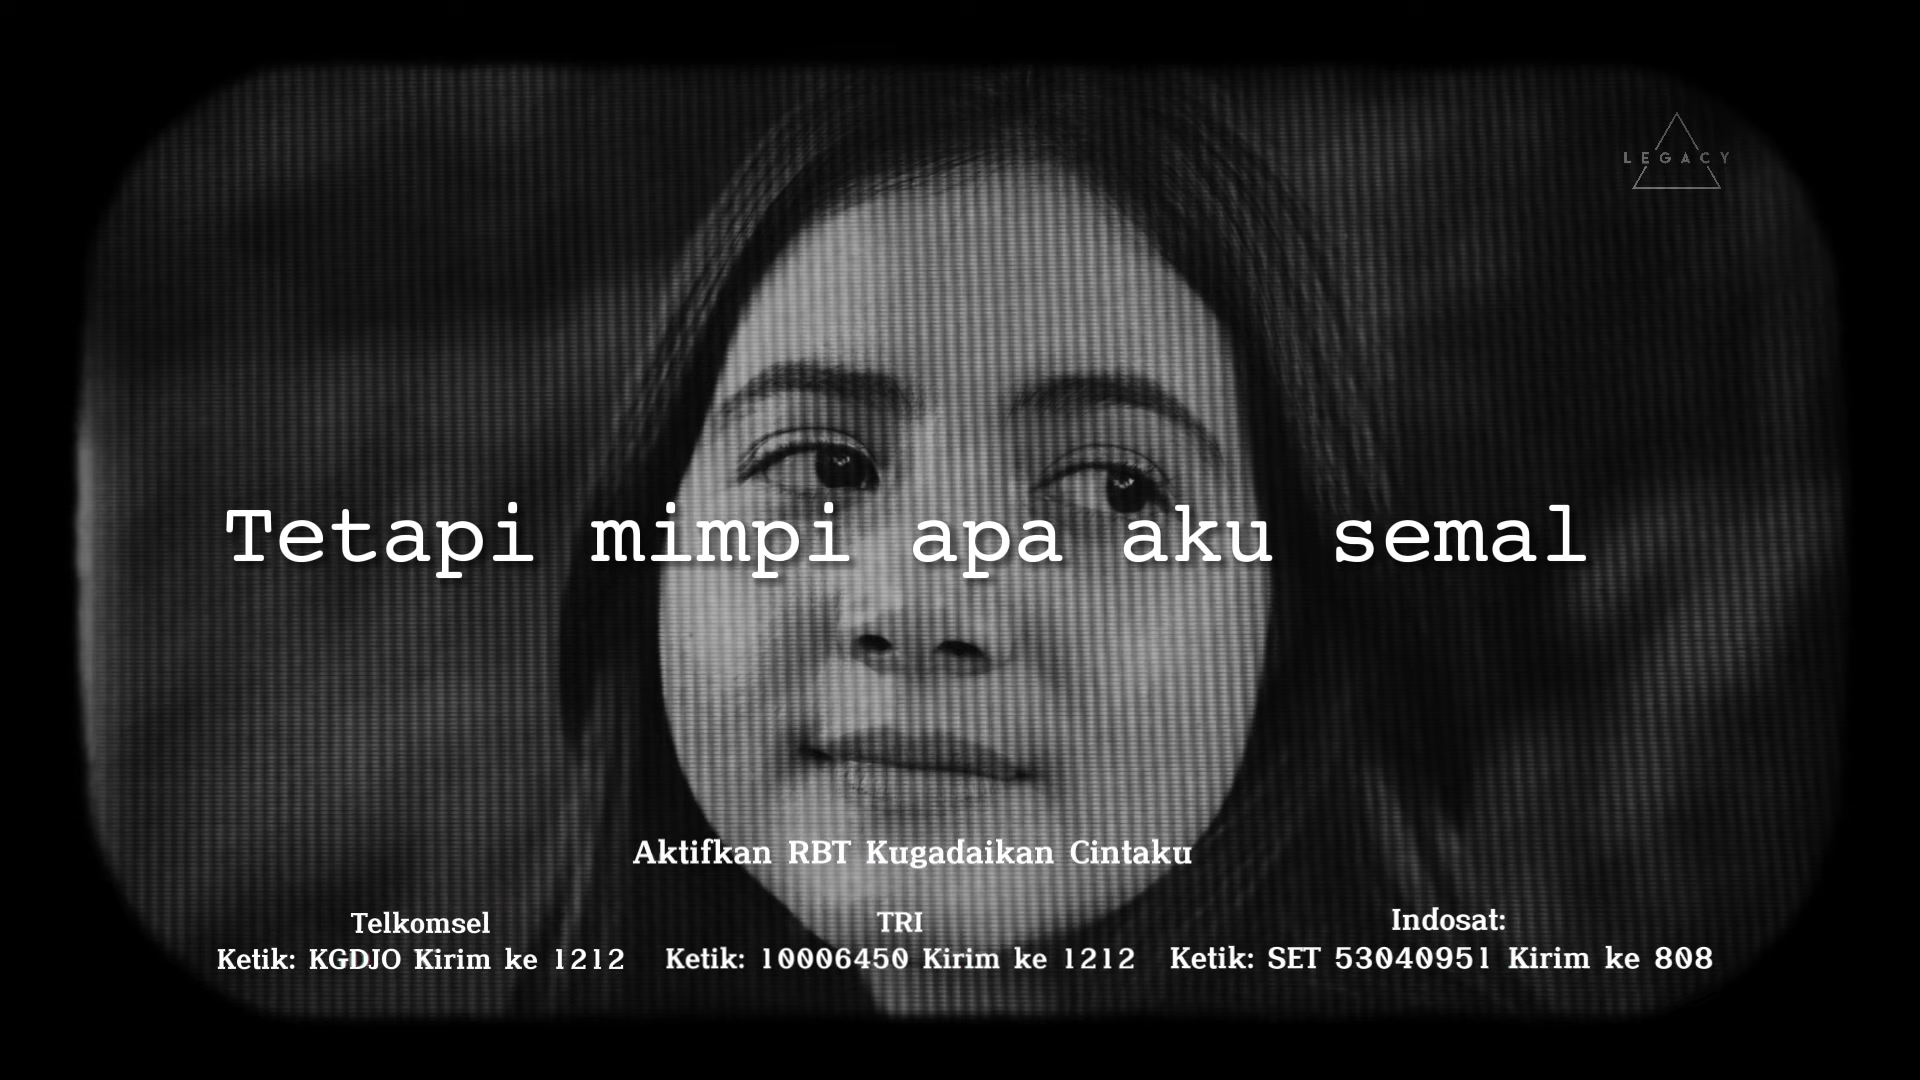 LEGACY
Tetapi mimpi apa aku semal
Aktifkan RBT Kugadaikan Cintaku
Telkomsel
Ketik: KGDJO Kirim ke 1212
TRI
Ketik: 10006450 Kirim ke 1212
Indosat:
Ketik: SET 53040951 Kirim ke 808